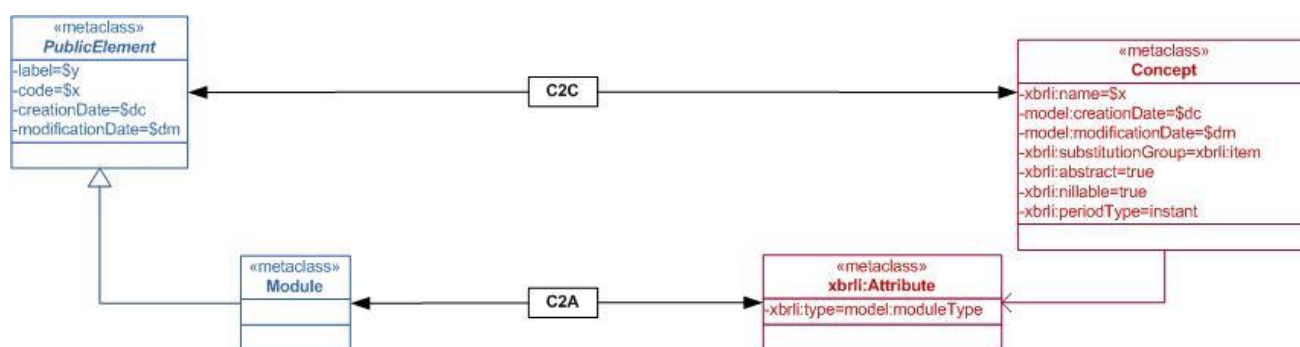 «metaclass»
PublicElement
-label=$y
-code=$x
-creationDate=$dc
-modificationDate=$dm
C2C
«metaclass»
Concept
-xbrli:name=$x
-model:creationDate=$dc
-model:modificationDate=$dm
-xbrli:substitutionGroup=xbrli:item
-xbrli:abstract=true
-xbrli:nillable=true
-xbrli:periodType=instant
«metaclass»
Module
C2A
«metaclass»
xbrli:Attribute
-xbrli:type=model:moduleType